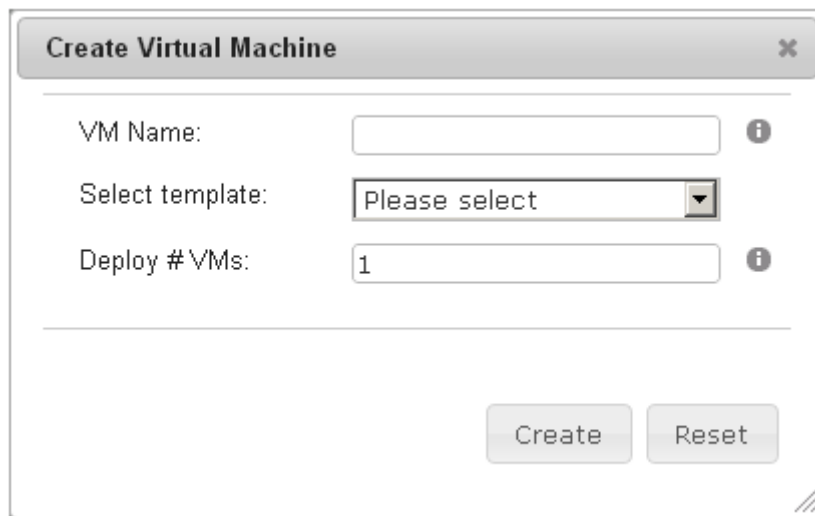 Create Virtual Machine
VM Name:
Select template: Please select
Deploy # VMs: 1
Create Reset